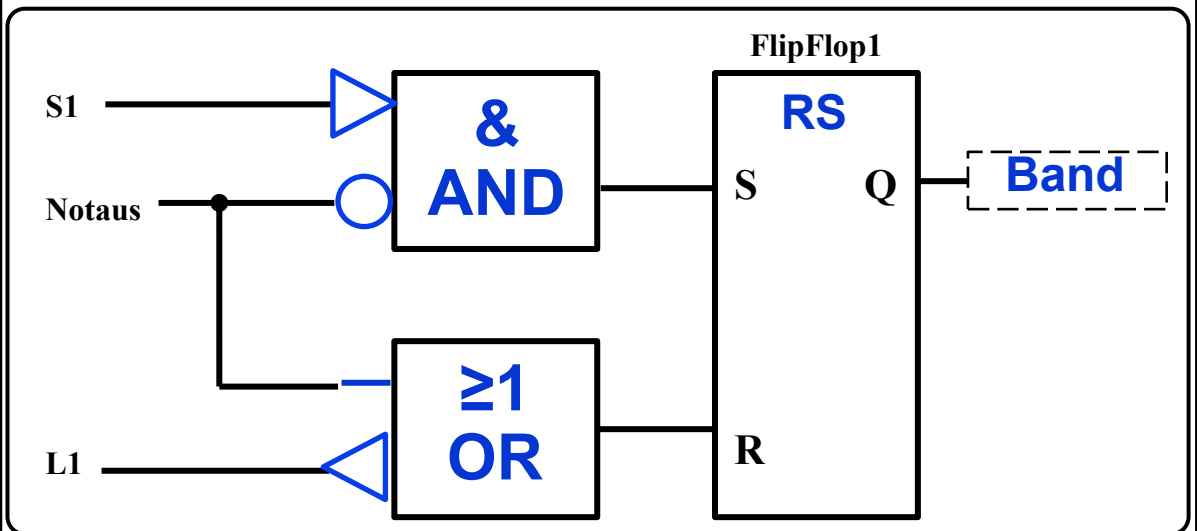 FlipFlop1
S1
&
AND
RS
Notaus
S
Q
Band
≥1
OR
L1
R